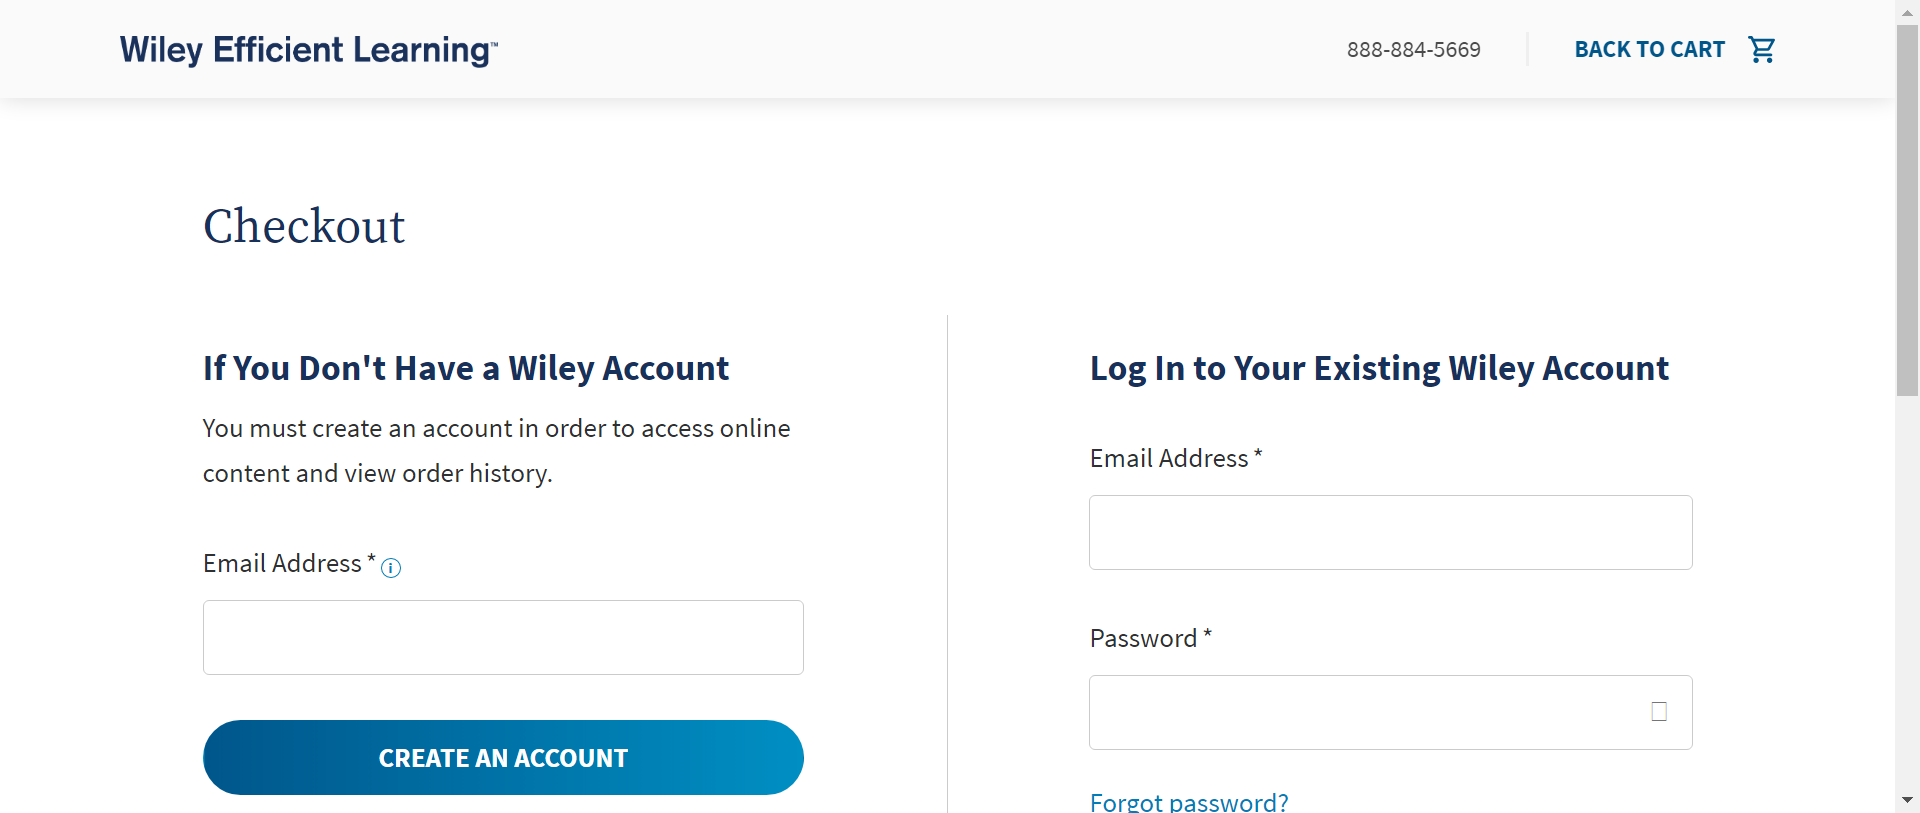 Wiley Efficient Learning™
888-884-5669
BACK TO CART
Checkout
If You Don't Have a Wiley Account
You must create an account in order to access online
content and view order history.
Email Address *
CREATE AN ACCOUNT
Log In to Your Existing Wiley Account
Email Address *
Password *
Forgot password?